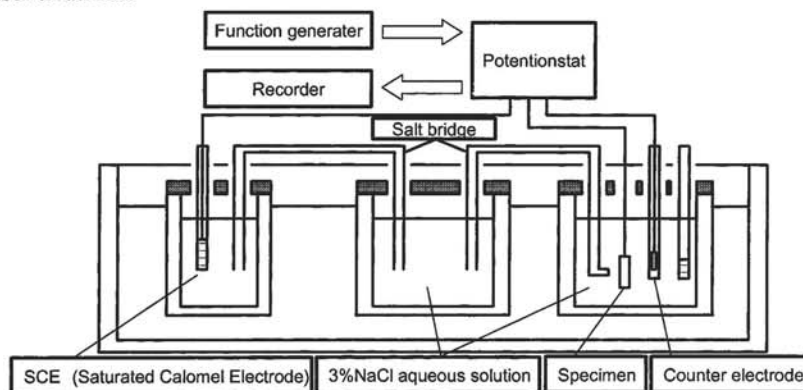 Function generater
Potentionstat
Recorder
Salt bridge
SCE (Saturated Calomel Electrode)
3%NaCl aqueous solution
Specimen
Counter electrode